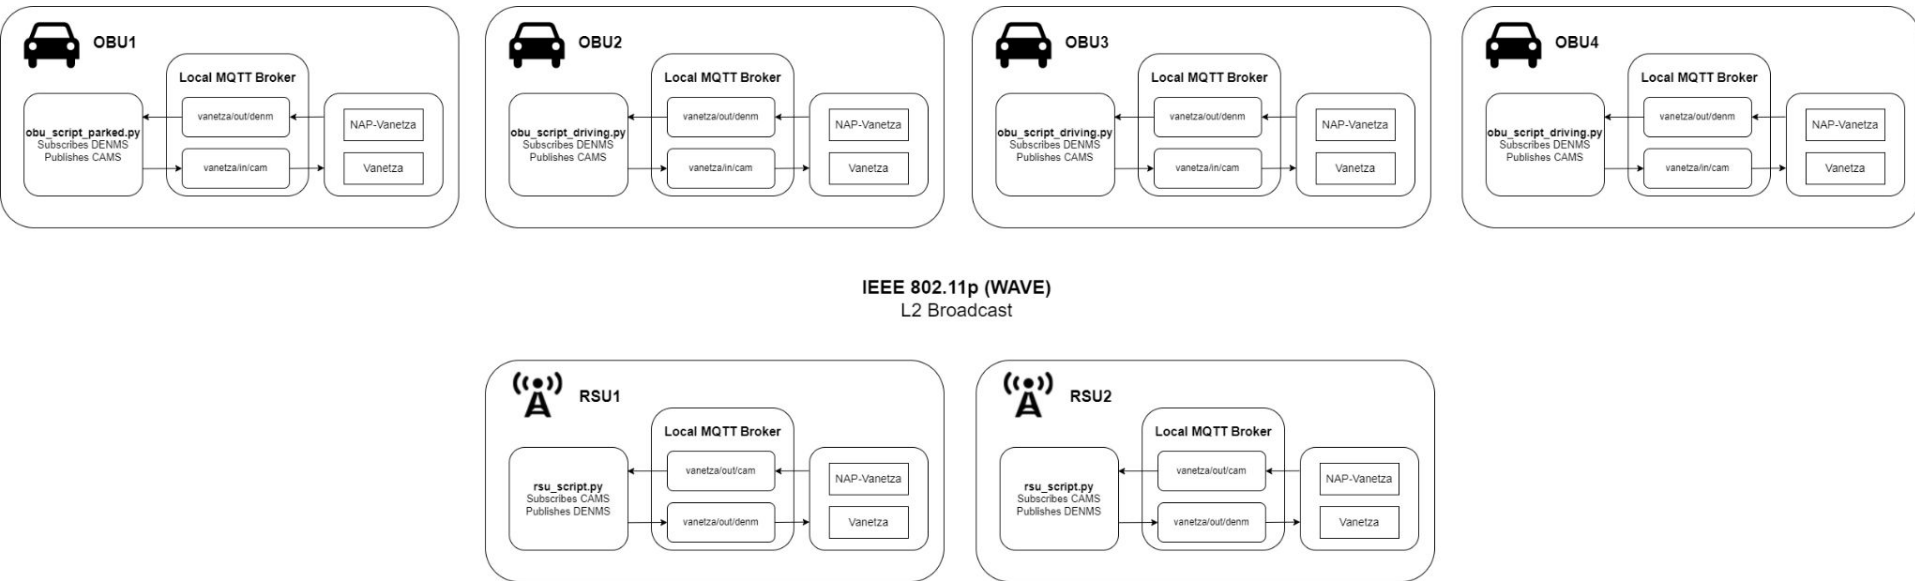 OBU1
Local MQTT Broker
obu_script_parked.py
Subscribes DENMS
Publishes CAMS
vanetza/out/denm
vanetza/in/cam
NAP-Vanetza
Vanetza
OBU2
Local MQTT Broker
obu_script_driving.py
Subscribes DENMS
Publishes CAMS
vanetza/out/denm
vanetza/in/cam
NAP-Vanetza
Vanetza
OBU3
Local MQTT Broker
obu_script_driving.py
Subscribes DENMS
Publishes CAMS
vanetza/out/denm
vanetza/in/cam
NAP-Vanetza
Vanetza
OBU4
Local MQTT Broker
obu_script_driving.py
Subscribes DENMS
Publishes CAMS
vanetza/out/denm
vanetza/in/cam
NAP-Vanetza
Vanetza
IEEE 802.11p (WAVE)
L2 Broadcast
RSU1
Local MQTT Broker
rsu_script.py
Subscribes CAMS
Publishes DENMS
vanetza/out/cam
vanetza/out/denm
NAP-Vanetza
Vanetza
RSU2
Local MQTT Broker
rsu_script.py
Subscribes CAMS
Publishes DENMS
vanetza/out/cam
vanetza/out/denm
NAP-Vanetza
Vanetza